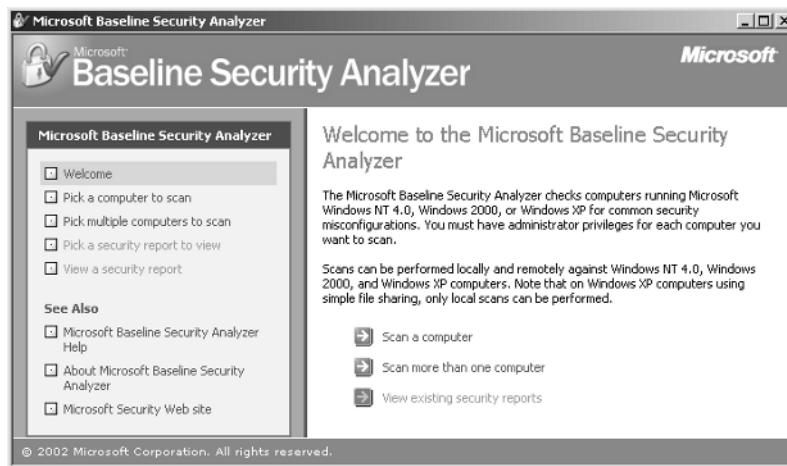 Microsoft Baseline Security Analyzer
Microsoft
Baseline Security Analyzer
Microsoft
Microsoft Baseline Security Analyzer
Welcome
Pick a computer to scan
Pick multiple computers to scan
Pick a security report to view
View a security report
See Also
Microsoft Baseline Security Analyzer
Help
About Microsoft Baseline Security
Analyzer
Microsoft Security Web site
Welcome to the Microsoft Baseline Security
Analyzer
The Microsoft Baseline Security Analyzer checks computers running Microsoft
Windows NT 4.0, Windows 2000, or Windows XP for common security
misconfigurations. You must have administrator privileges for each computer you
want to scan.
Scans can be performed locally and remotely against Windows NT 4.0, Windows
2000, and Windows XP computers. Note that on Windows XP computers using
simple file sharing, only local scans can be performed.
Scan a computer
Scan more than one computer
View existing security reports
© 2002 Microsoft Corporation. All rights reserved.